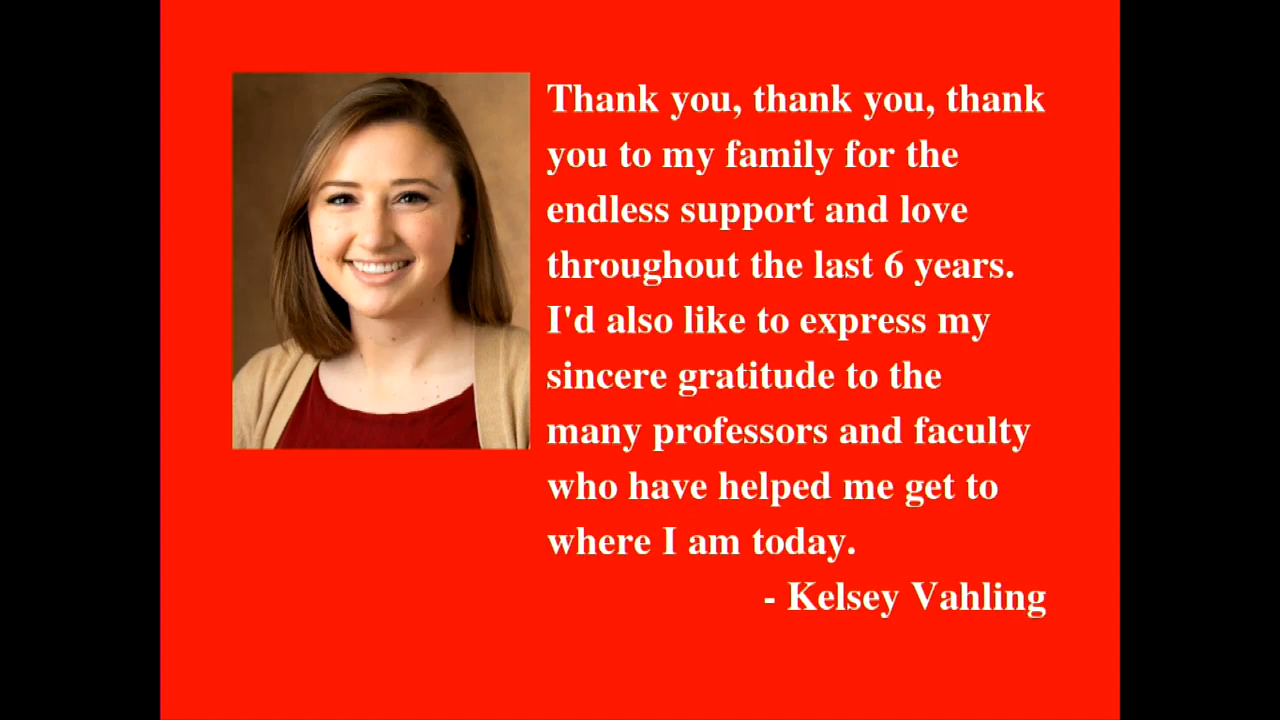 Thank you, thank you, thank
you to my family for the
endless support and love
throughout the last 6 years.
I'd also like to express my
sincere gratitude to the
many professors and faculty
who have helped me get to
where I am today.
- Kelsey Vahling